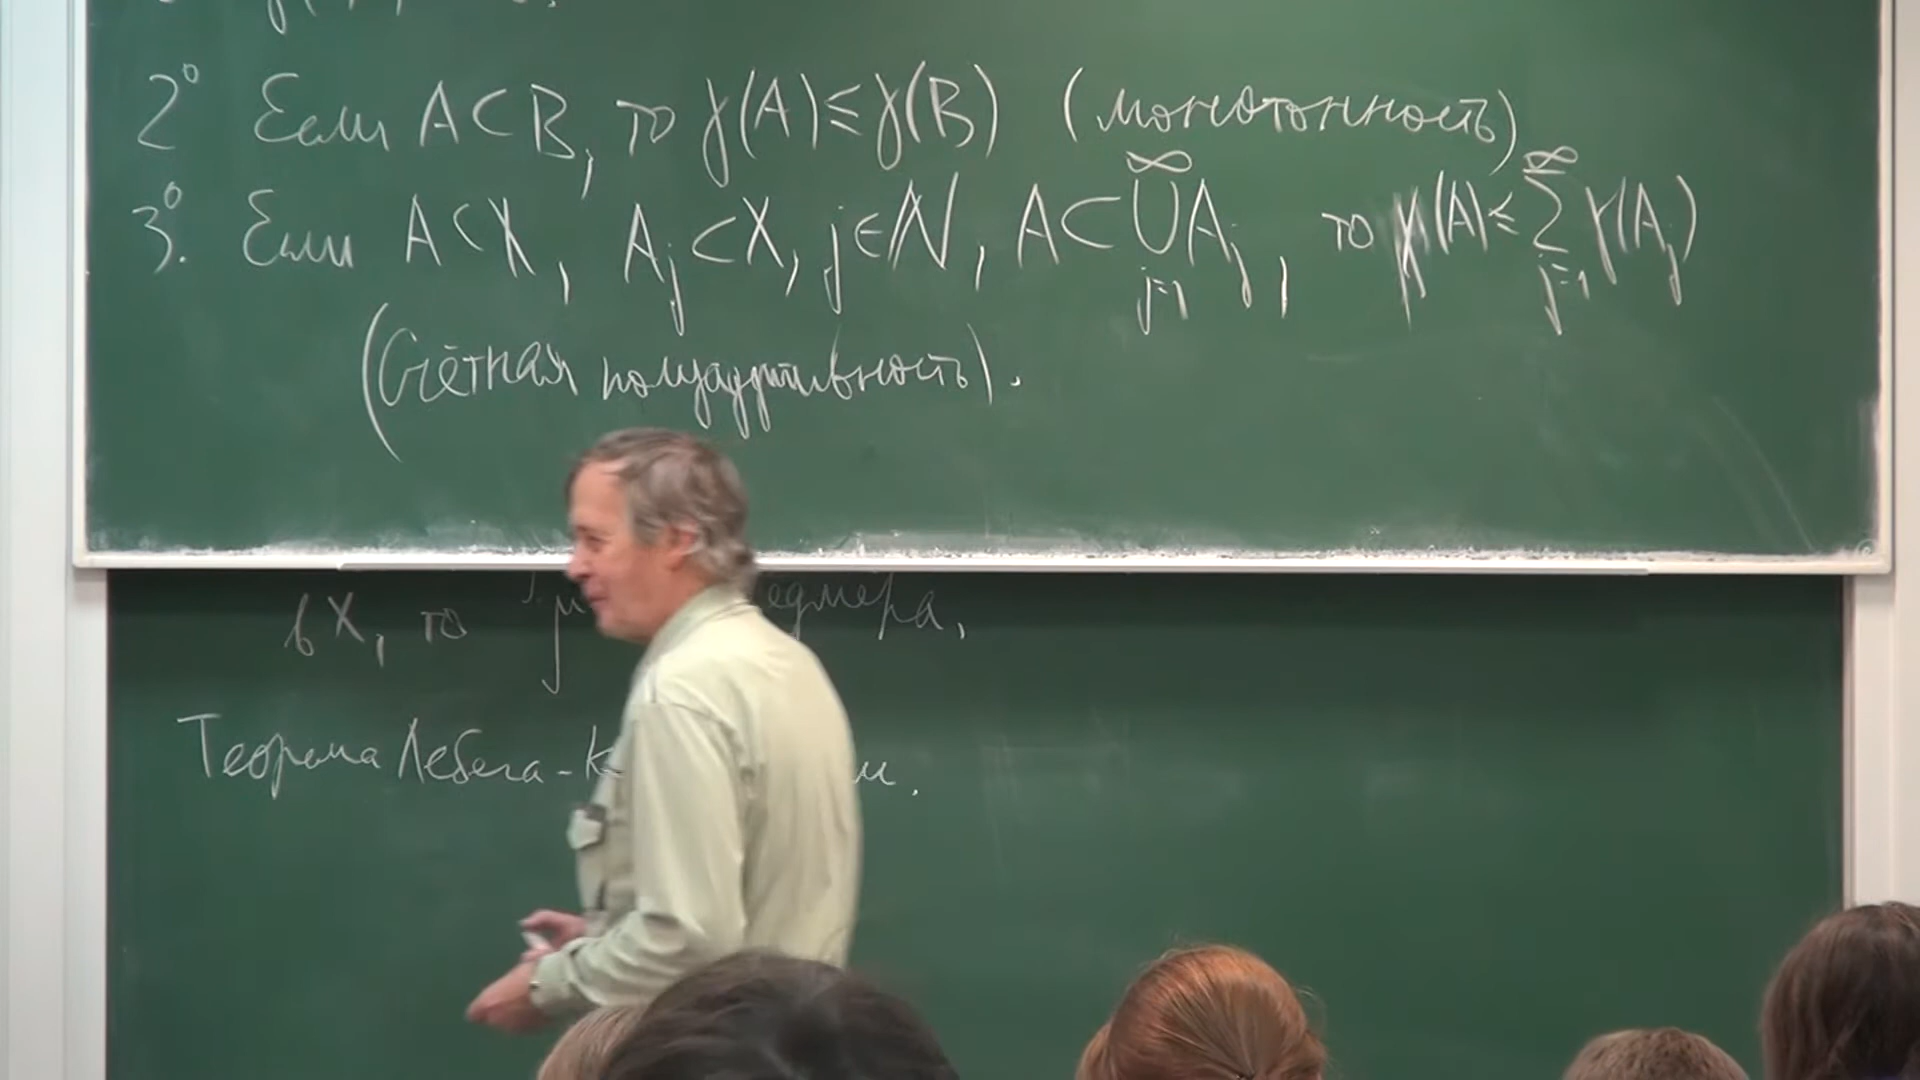 2° Если A⊂B, то γ(A)≤γ(B) (монотонность)
3°. Если A⊂X, A_j⊂X, j∈ℕ, A⊂⋃_{j=1}^∞ A_j, то γ(A)≤∑_{j=1}^∞ γ(A_j)
(Счётная полуаддитивность).
в X, то
Теорема Лебега-